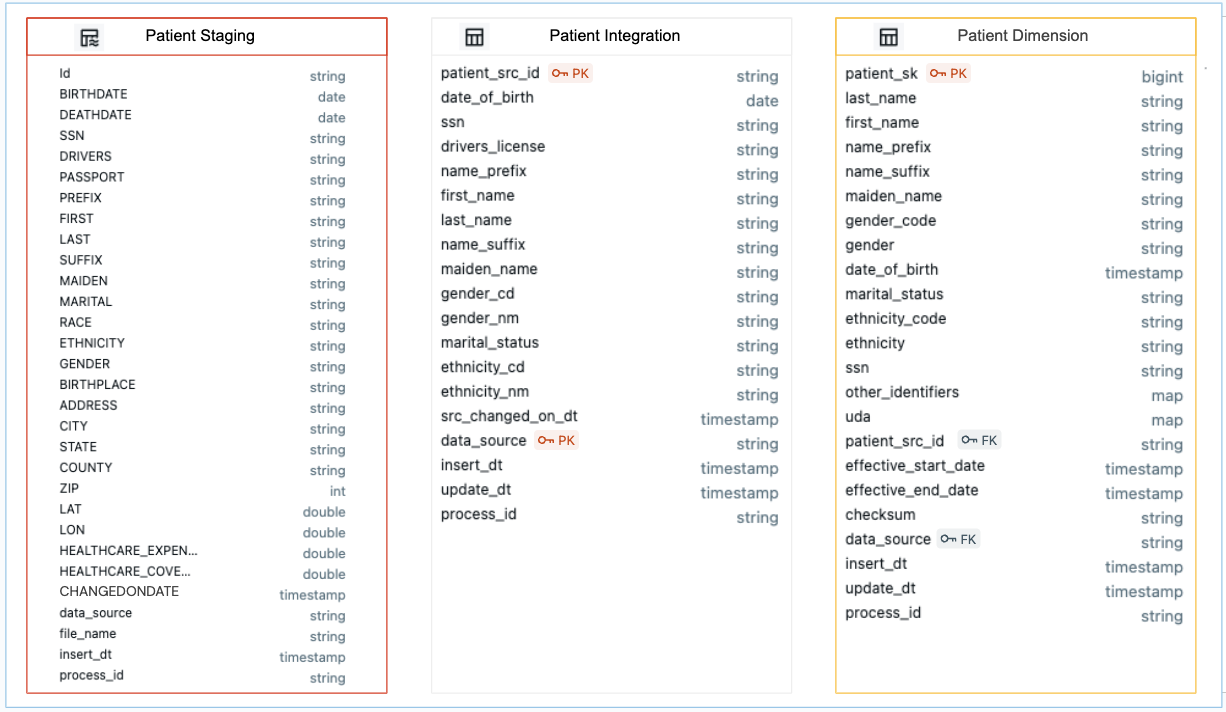 Patient Staging
Id string
BIRTHDATE date
DEATHDATE date
SSN string
DRIVERS string
PASSPORT string
PREFIX string
FIRST string
LAST string
SUFFIX string
MAIDEN string
MARITAL string
RACE string
ETHNICITY string
GENDER string
BIRTHPLACE string
ADDRESS string
CITY string
STATE string
COUNTY string
ZIP int
LAT double
LON double
HEALTHCARE_EXPEN... double
HEALTHCARE_COVE... double
CHANGEDONDATE timestamp
data_source string
file_name string
insert_dt timestamp
process_id string
Patient Integration
patient_src_id PK string
date_of_birth date
ssn string
drivers_license string
name_prefix string
first_name string
last_name string
name_suffix string
maiden_name string
gender_cd string
gender_nm string
marital_status string
ethnicity_cd string
ethnicity_nm string
src_changed_on_dt timestamp
data_source PK string
insert_dt timestamp
update_dt timestamp
process_id string
Patient Dimension
patient_sk PK bigint
last_name string
first_name string
name_prefix string
name_suffix string
maiden_name string
gender_code string
gender string
date_of_birth timestamp
marital_status string
ethnicity_code string
ethnicity string
ssn string
other_identifiers map
uda map
patient_src_id FK string
effective_start_date timestamp
effective_end_date timestamp
checksum string
data_source FK string
insert_dt timestamp
update_dt timestamp
process_id string